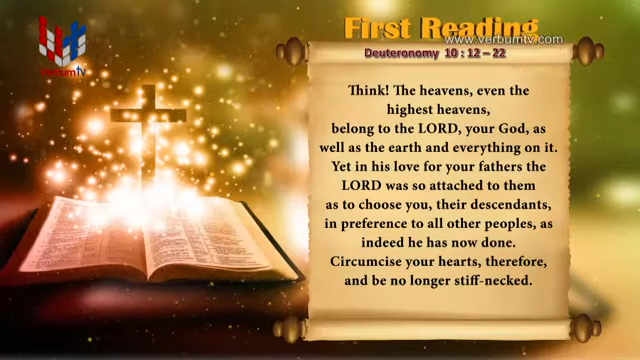 First Reading
www.verbumtv.com
Deuteronomy 10 : 12 – 22
verbumtv
Think! The heavens, even the
highest heavens,
belong to the LORD, your God, as
well as the earth and everything on it.
Yet in his love for your fathers the
LORD was so attached to them
as to choose you, their descendants,
in preference to all other peoples, as
indeed he has now done.
Circumcise your hearts, therefore,
and be no longer stiff-necked.